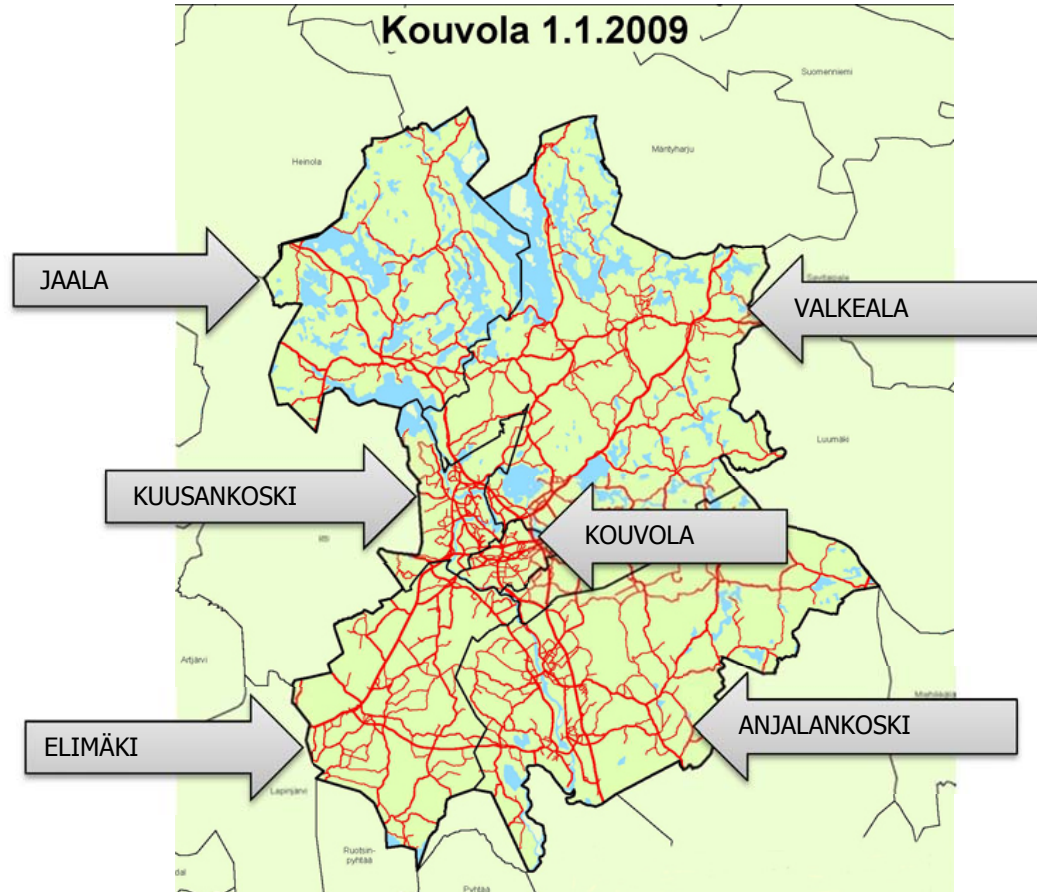 Kouvola 1.1.2009
Suomenniemi
Mäntyharju
Heinola
JAALA
Savitaipale
VALKEALA
Luumäki
KUUSANKOSKI
KOUVOLA
Iitti
Artjärvi
Miehikkälä
ANJALANKOSKI
ELIMÄKI
Lapinjärvi
Ruotsin-
pyhtää
Pyhtää